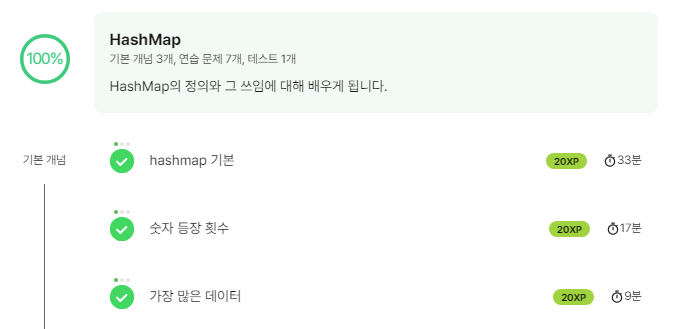 100%
HashMap
기본 개념 3개, 연습 문제 7개, 테스트 1개
HashMap의 정의와 그 쓰임에 대해 배우게 됩니다.
기본 개념
hashmap 기본
20XP
33분
숫자 등장 횟수
20XP
17분
가장 많은 데이터
20XP
9분